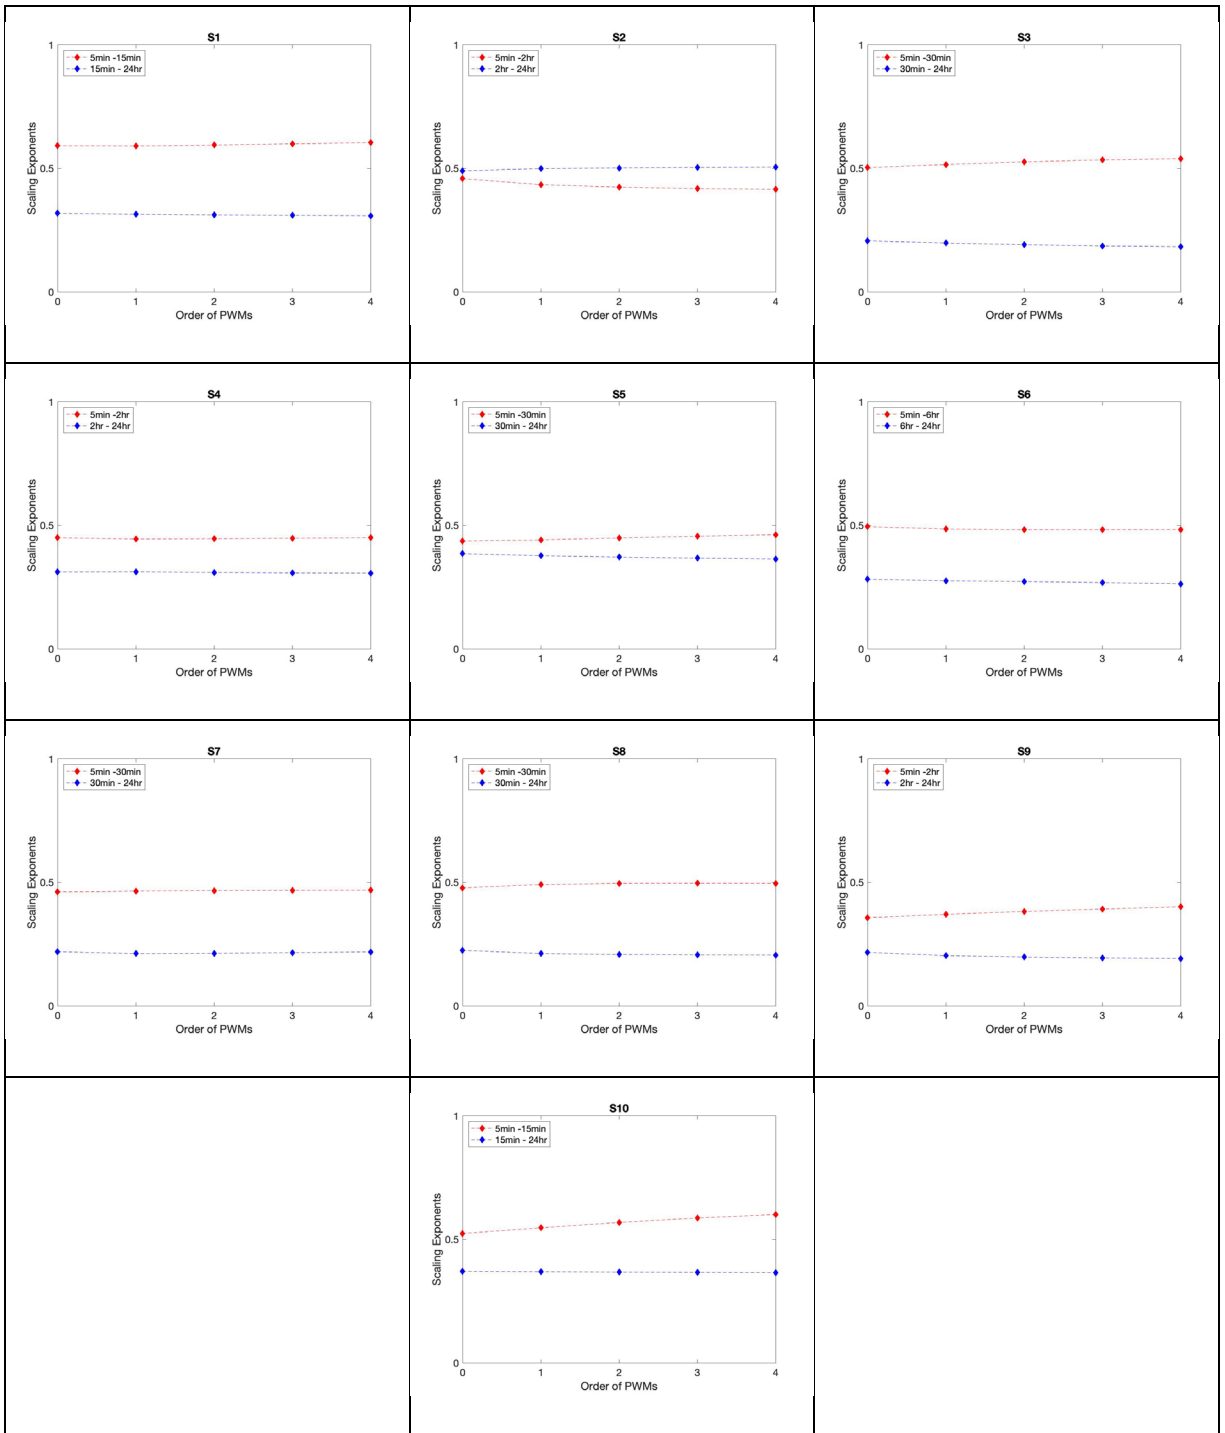 S1
1
5min -15min
15min - 24hr
Scaling Exponents
0.5
0
0
1
2
3
4
Order of PWMs
S2
1
5min -2hr
2hr - 24hr
Scaling Exponents
0.5
0
0
1
2
3
4
Order of PWMs
S3
1
5min -30min
30min - 24hr
Scaling Exponents
0.5
0
0
1
2
3
4
Order of PWMs
S4
1
5min -2hr
2hr - 24hr
Scaling Exponents
0.5
0
0
1
2
3
4
Order of PWMs
S5
1
5min -30min
30min - 24hr
Scaling Exponents
0.5
0
0
1
2
3
4
Order of PWMs
S6
1
5min -6hr
6hr - 24hr
Scaling Exponents
0.5
0
0
1
2
3
4
Order of PWMs
S7
1
5min -30min
30min - 24hr
Scaling Exponents
0.5
0
0
1
2
3
4
Order of PWMs
S8
1
5min -30min
30min - 24hr
Scaling Exponents
0.5
0
0
1
2
3
4
Order of PWMs
S9
1
5min -2hr
2hr - 24hr
Scaling Exponents
0.5
0
0
1
2
3
4
Order of PWMs
S10
1
5min -15min
15min - 24hr
Scaling Exponents
0.5
0
0
1
2
3
4
Order of PWMs